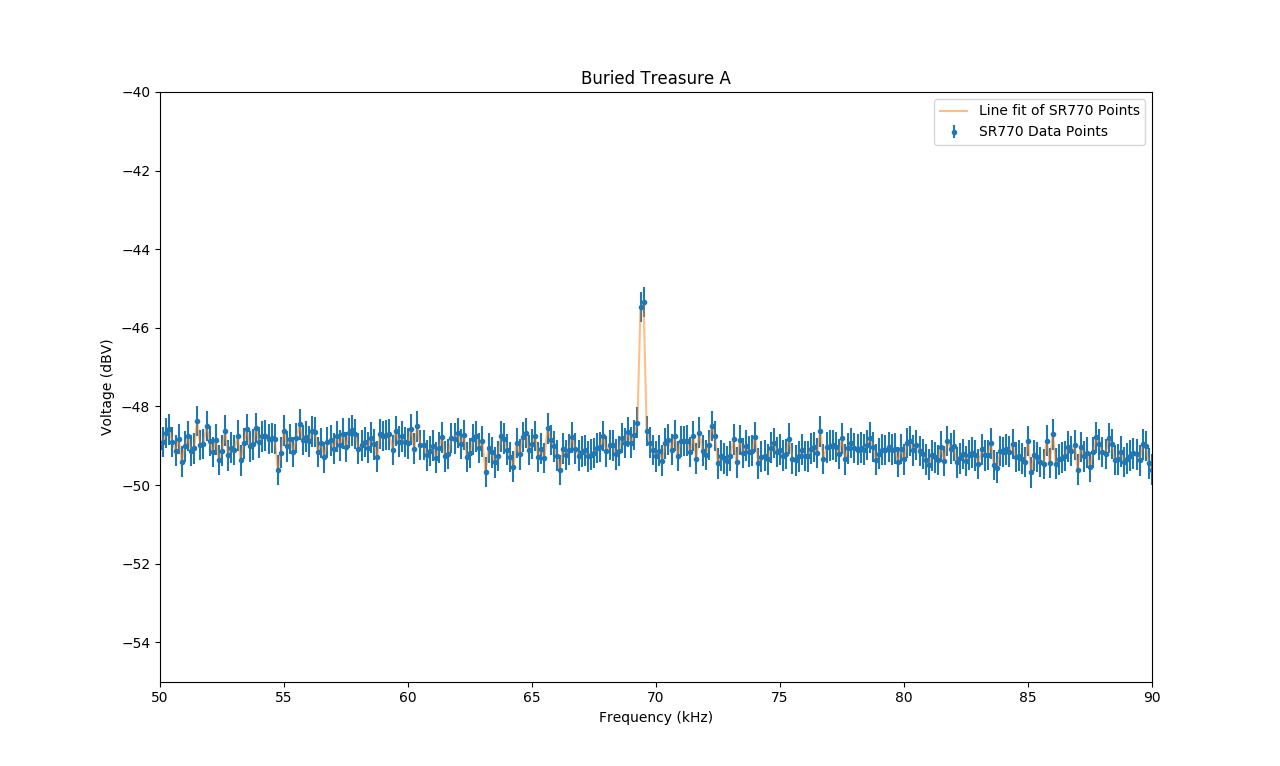 Buried Treasure A
−40
−42
−44
−46
−48
−50
−52
−54
Voltage (dBV)
Line fit of SR770 Points
SR770 Data Points
50 55 60 65 70 75 80 85 90
Frequency (kHz)